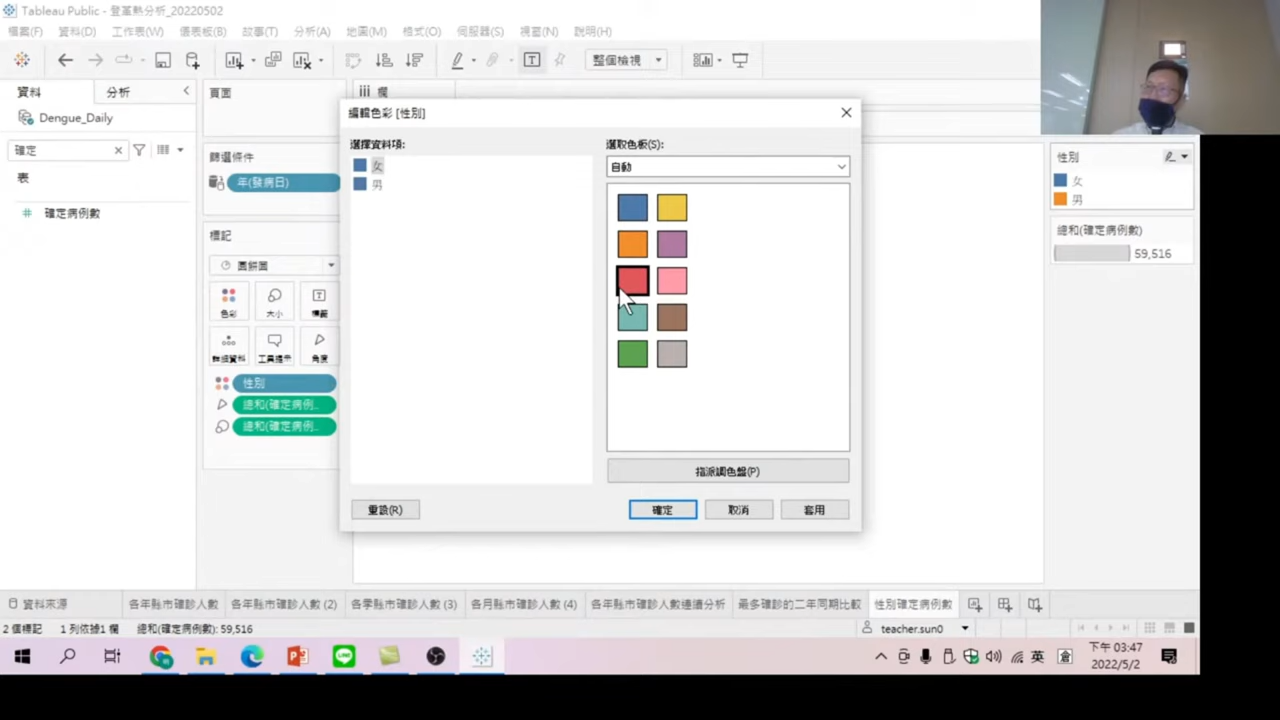 Tableau Public - 登革熱分析_20220502
檔案(F) 資料(D) 工作表(W) 儀表板(B) 故事(T) 分析(A) 地圖(M) 格式(O) 伺服器(S) 視窗(N) 說明(H)
整個檢視
資料 分析
Dengue_Daily
確定
表
確定病例數
頁面
欄
篩選條件
年(發病日)
標記
圓餅圖
色彩 大小 標籤
詳細資料 工具提示 角度
性別
總和(確定病例..
總和(確定病例..
編輯色彩 [性別]
選擇資料項:
女
男
選取色板(S):
自動
指派調色盤(P)
重設(R) 確定 取消 套用
性別
女
男
總和(確定病例數)
59,516
資料來源 各年縣市確診人數 各年縣市確診人數 (2) 各季縣市確診人數 (3) 各月縣市確診人數 (4) 各年縣市確診人數連續分析 最多確診的二年同期比較 性別確定病例數
2 個標記 1 列依據1 欄 總和(確定病例數): 59,516 teacher.sun0
英 下午 03:47
2022/5/2